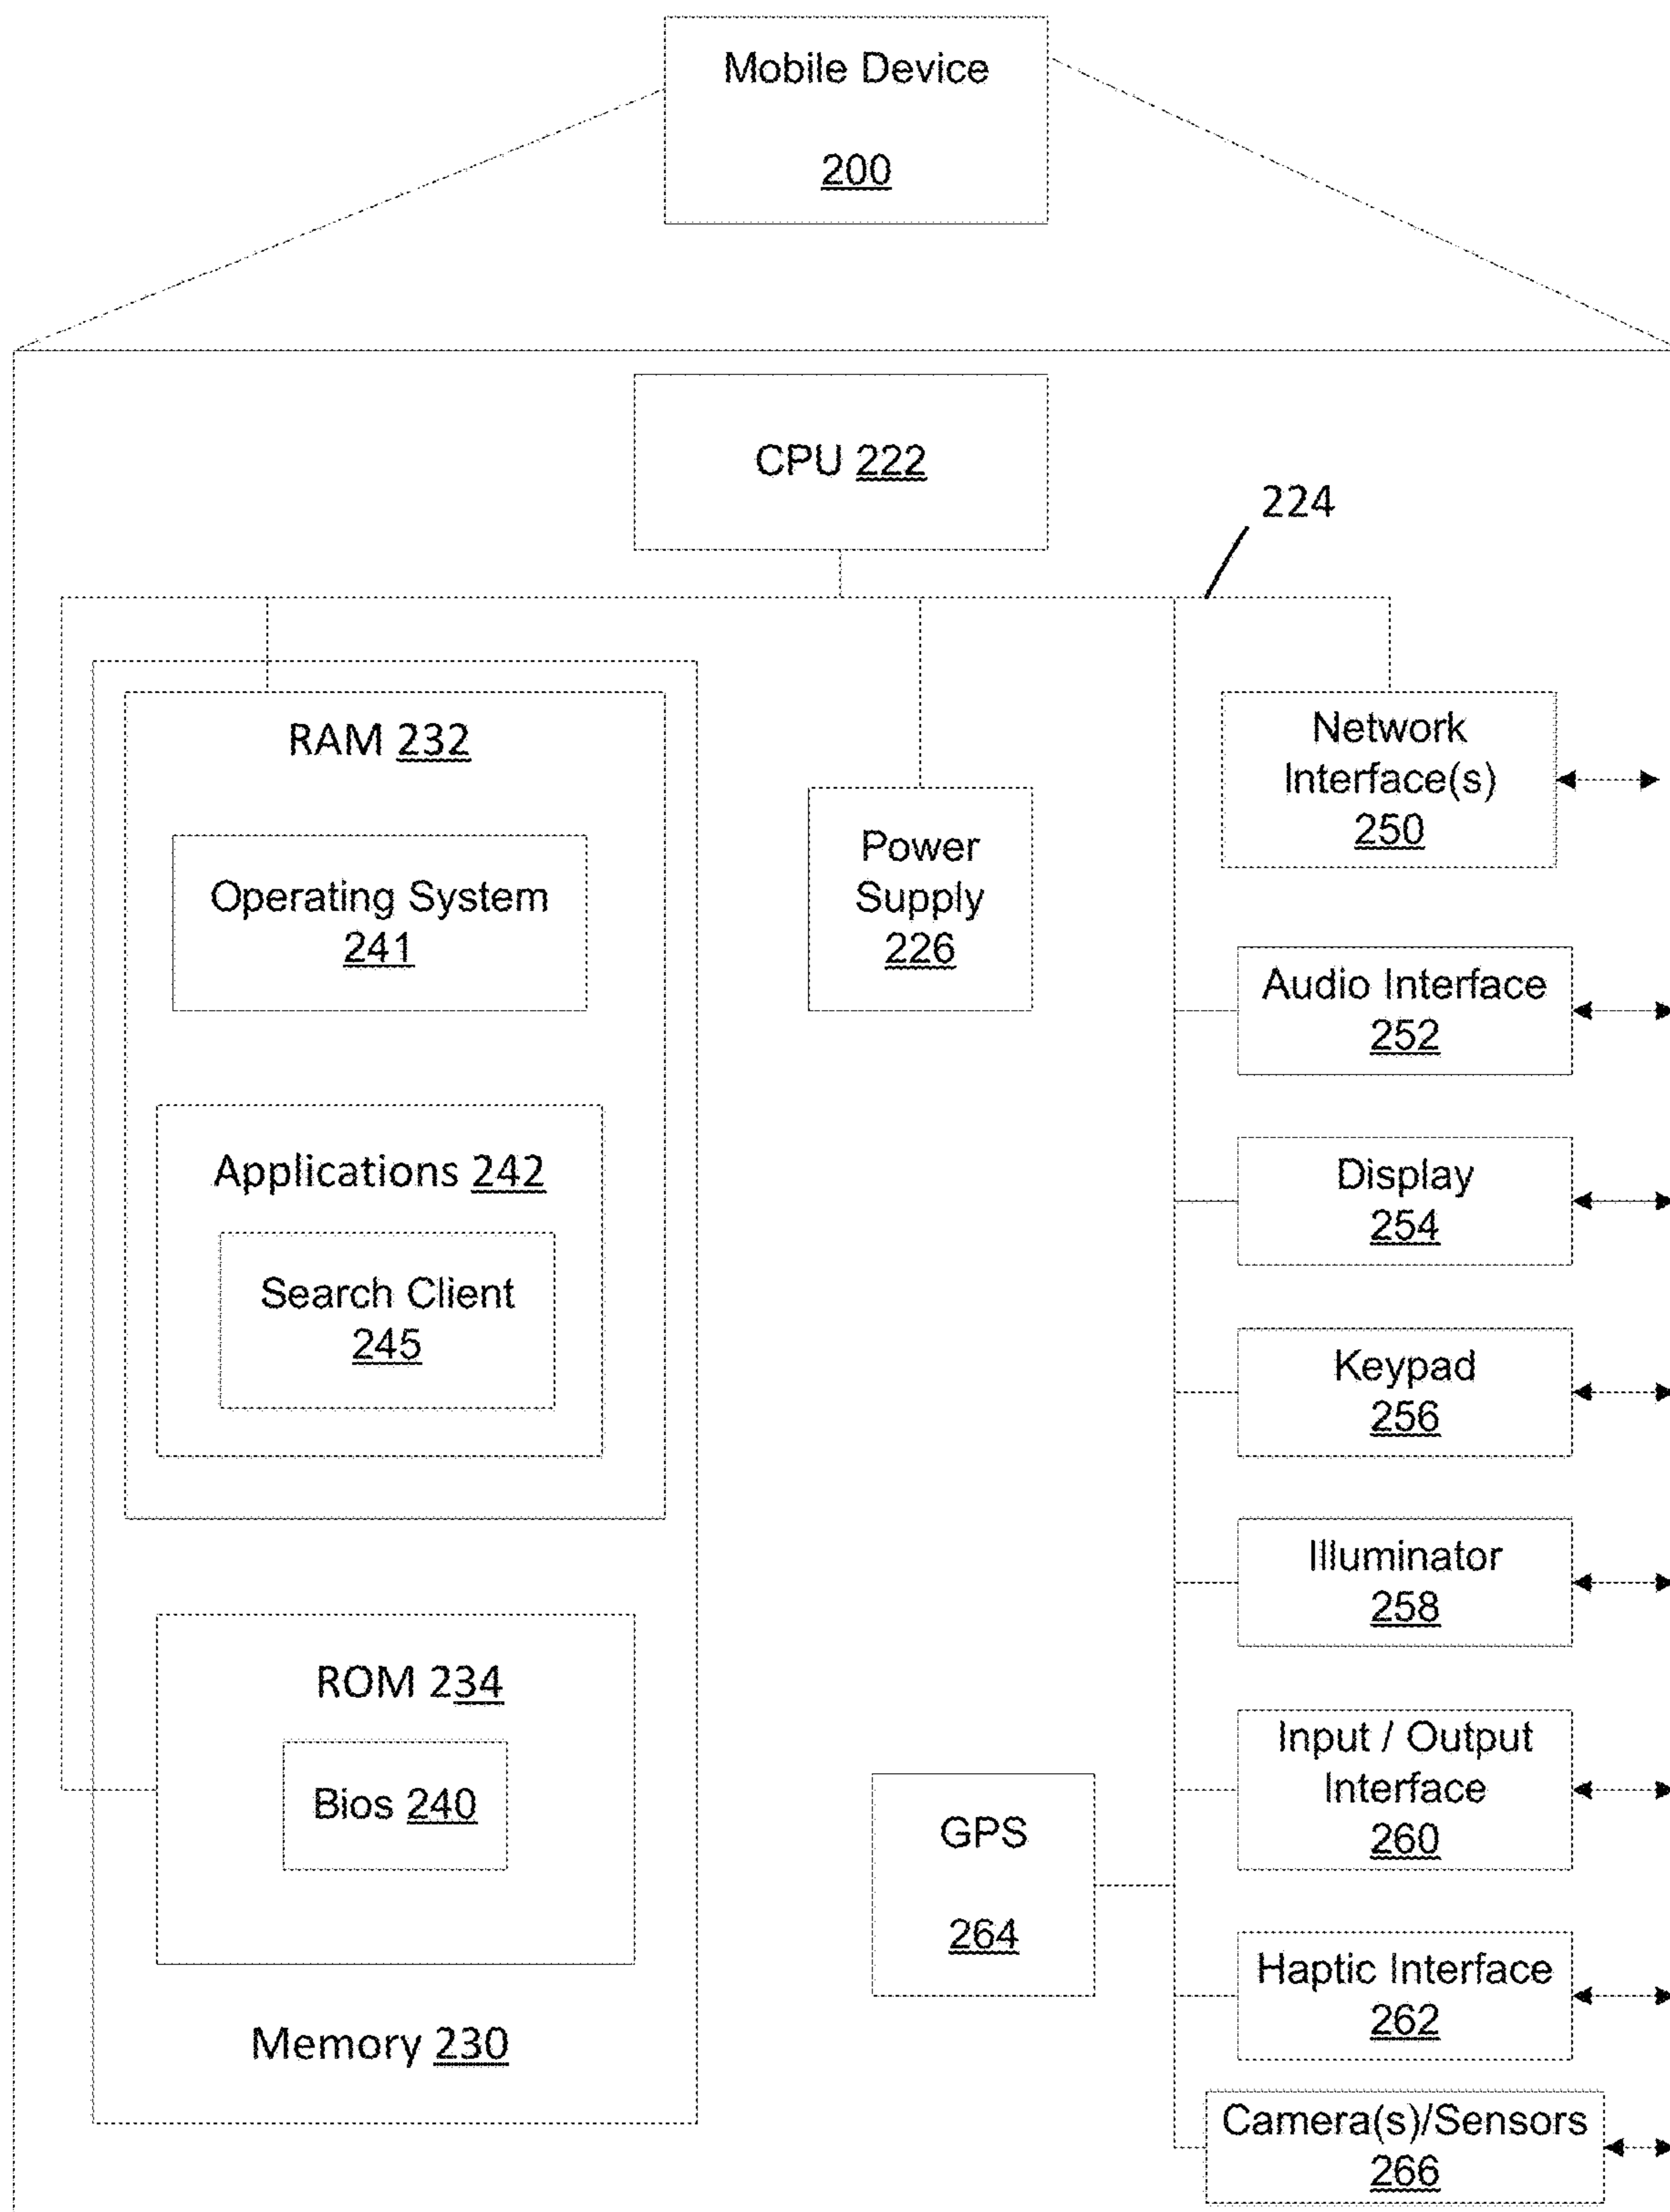 Mobile Device
200
CPU 222
224
RAM 232
Operating System
241
Applications 242
Search Client
245
ROM 234
Bios 240
Memory 230
Power
Supply
226
GPS
264
Network
Interface(s)
250
Audio Interface
252
Display
254
Keypad
256
Illuminator
258
Input / Output
Interface
260
Haptic Interface
262
Camera(s)/Sensors
266